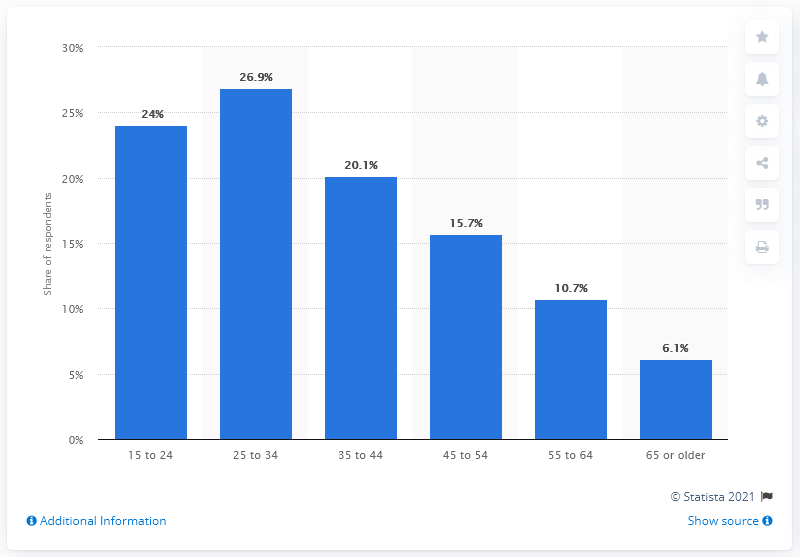 30%
26.9%
25%
24%
20.1%
20%
15.7%
15%
10.7%
10%
6.1%
5%
0%
Share of respondents
15 to 24
25 to 34
35 to 44
45 to 54
55 to 64
65 or older
© Statista 2021
Additional Information
Show source